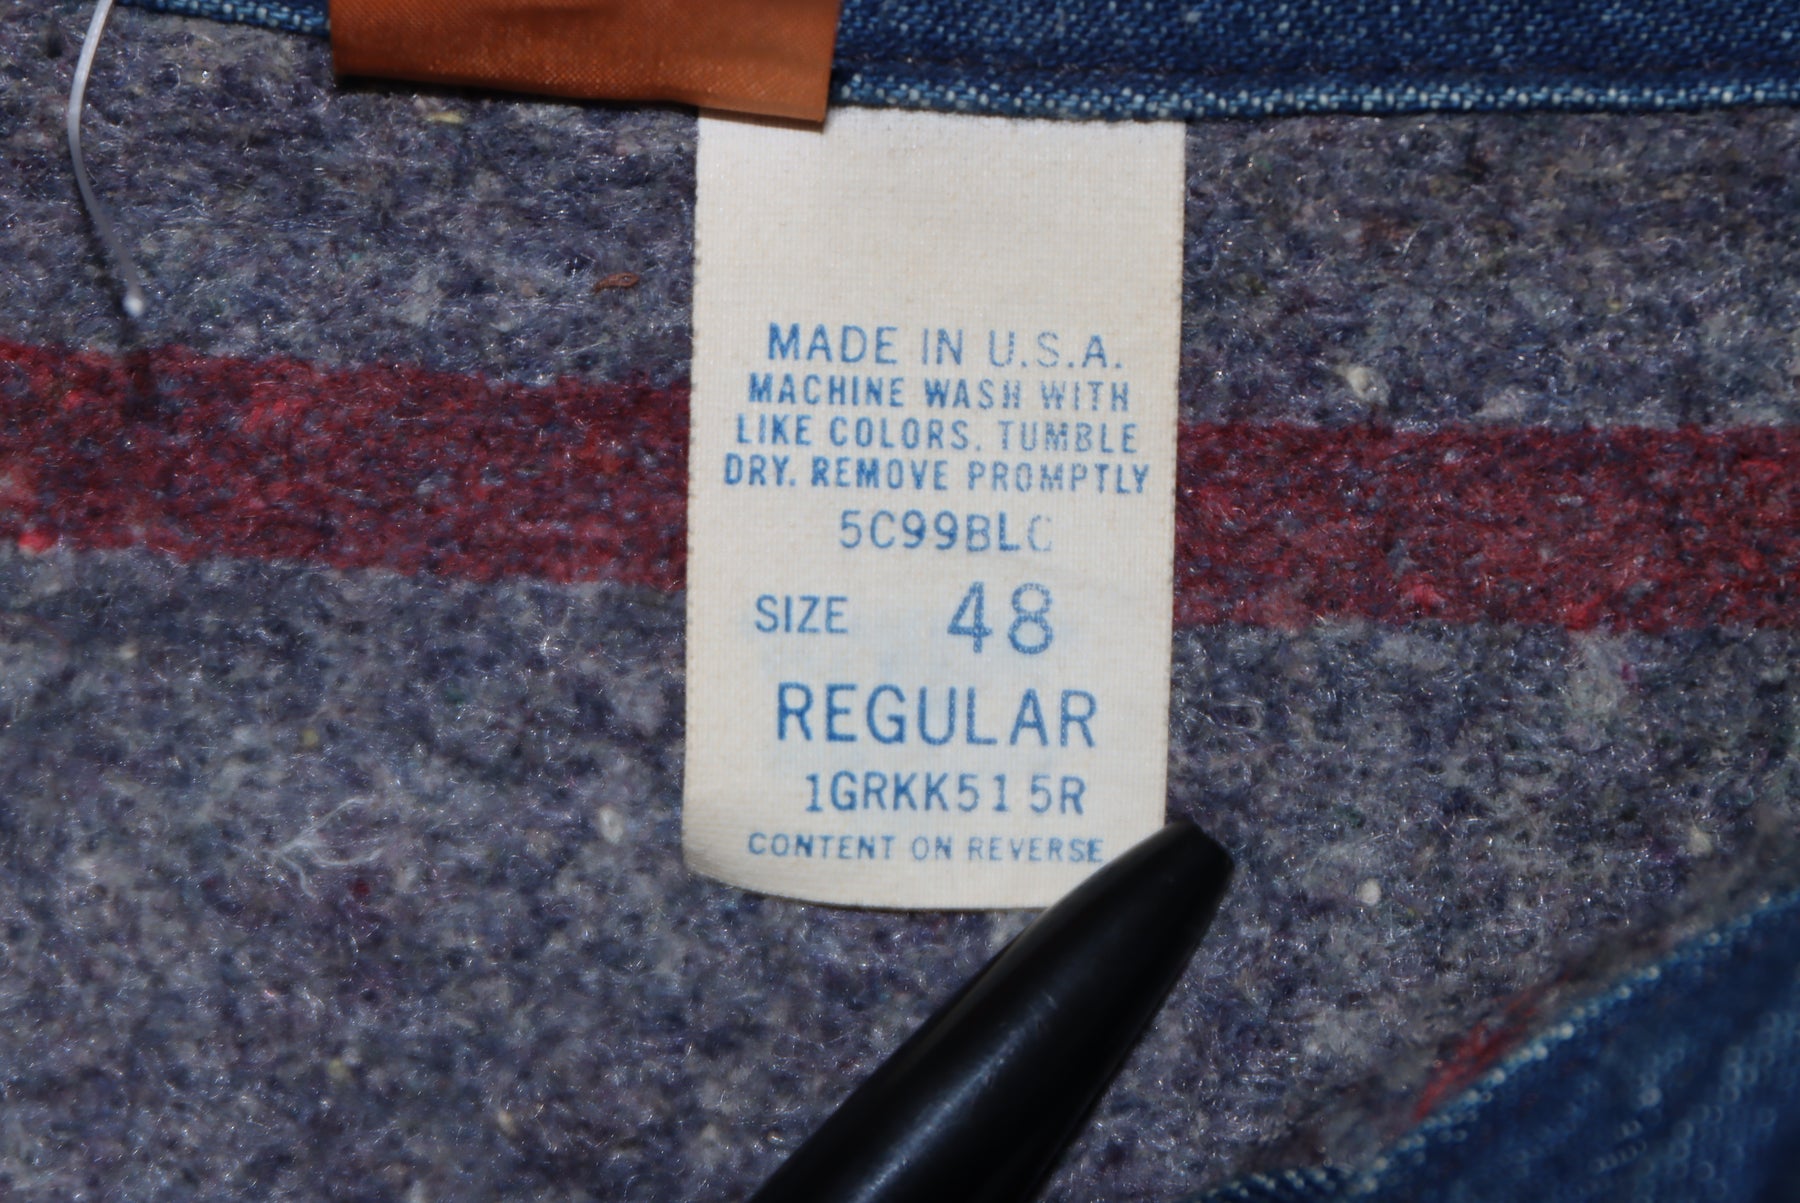 MADE IN U.S.A.
MACHINE WASH WITH
LIKE COLORS. TUMBLE
DRY. REMOVE PROMPTLY
5C99BLC
SIZE 48
REGULAR
1GRKK515R
CONTENT ON REVERSE